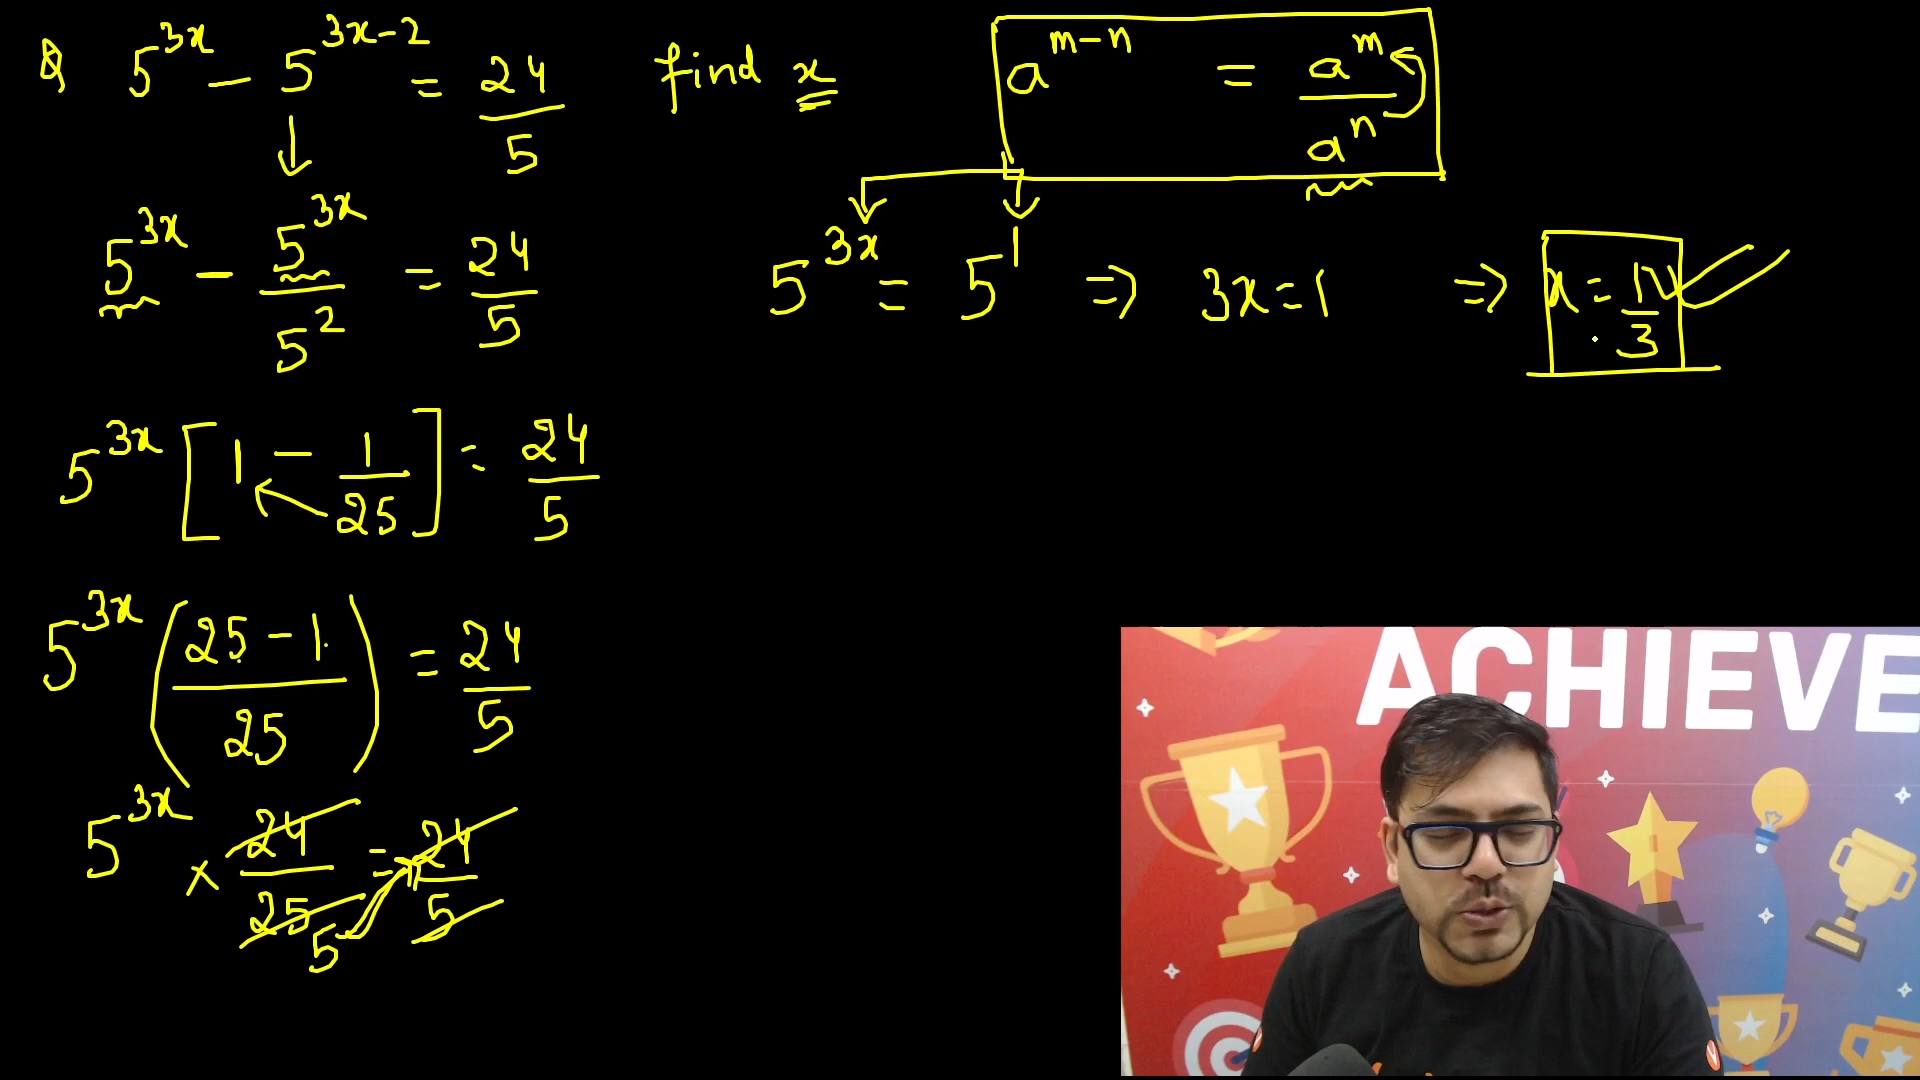 Q 5^{3x} - 5^{3x-2} = 24/5 find x
a^{m-n} = a^m/a^n
5^{3x} - 5^{3x}/5^2 = 24/5
5^{3x} [1 - 1/25] = 24/5
5^{3x} (25-1/25) = 24/5
5^{3x} × 24/25 = 24/5
5
5^{3x} = 5^1 ⇒ 3x = 1 ⇒ x = 1/3
ACHIEVE